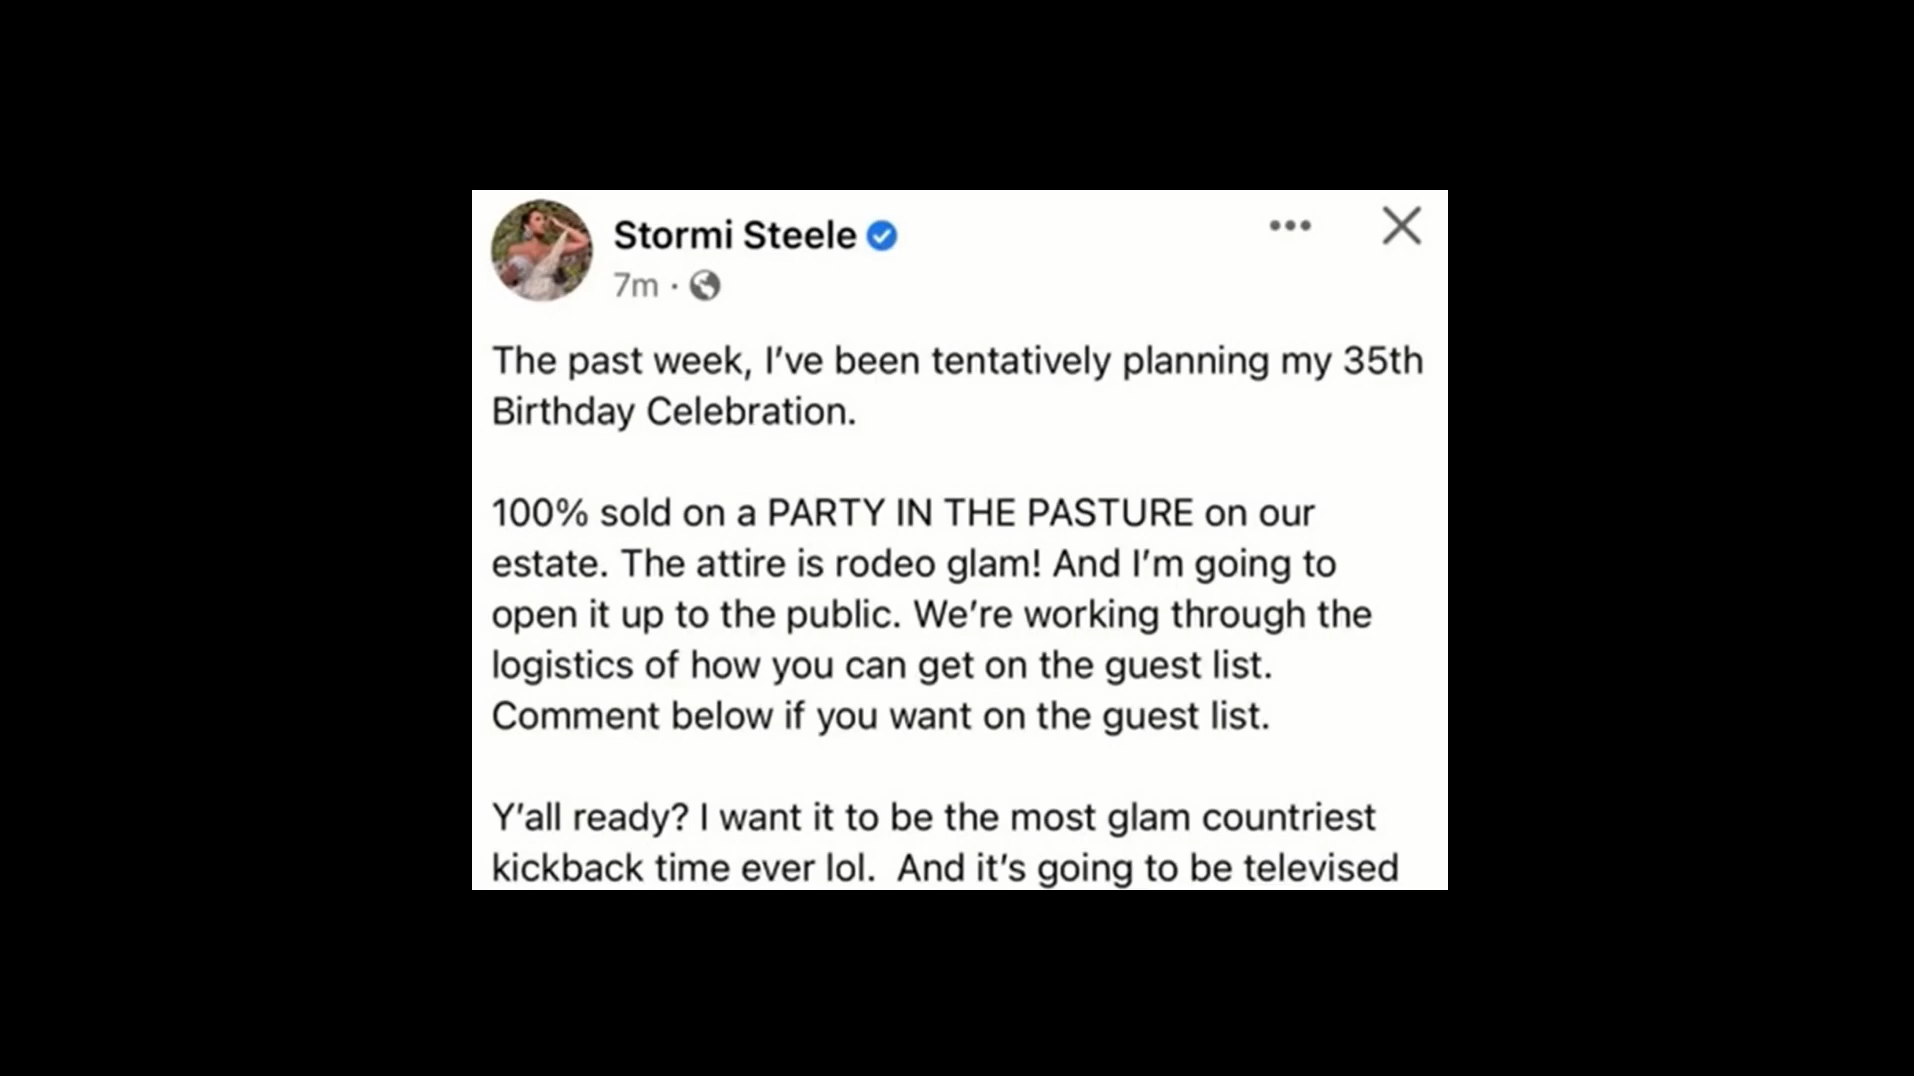 Stormi Steele
7m ·
The past week, I’ve been tentatively planning my 35th
Birthday Celebration.
100% sold on a PARTY IN THE PASTURE on our
estate. The attire is rodeo glam! And I’m going to
open it up to the public. We’re working through the
logistics of how you can get on the guest list.
Comment below if you want on the guest list.
Y’all ready? I want it to be the most glam countriest
kickback time ever lol.  And it’s going to be televised